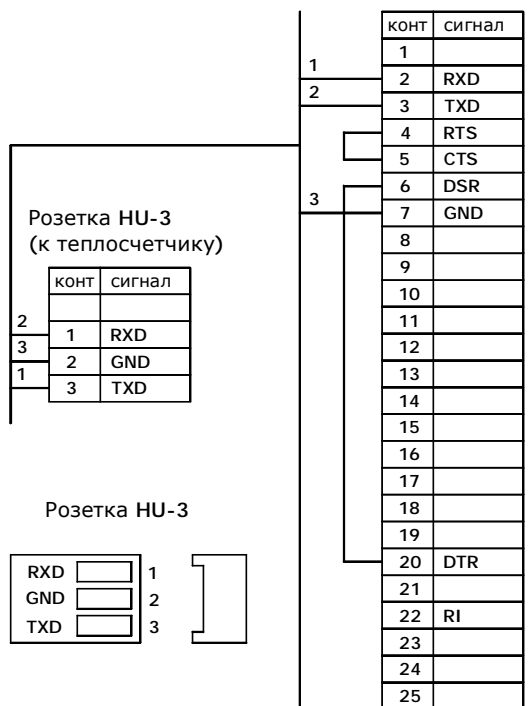 конт сигнал
1
1
2 RXD
2
3 TXD
4 RTS
5 CTS
6 DSR
3
7 GND
8
9
10
11
12
13
14
15
16
17
18
19
20 DTR
21
22 RI
23
24
25
Розетка HU-3
(к теплосчетчику)
конт сигнал
2
1 RXD
3
2 GND
1
3 TXD
Розетка HU-3
RXD 1
GND 2
TXD 3